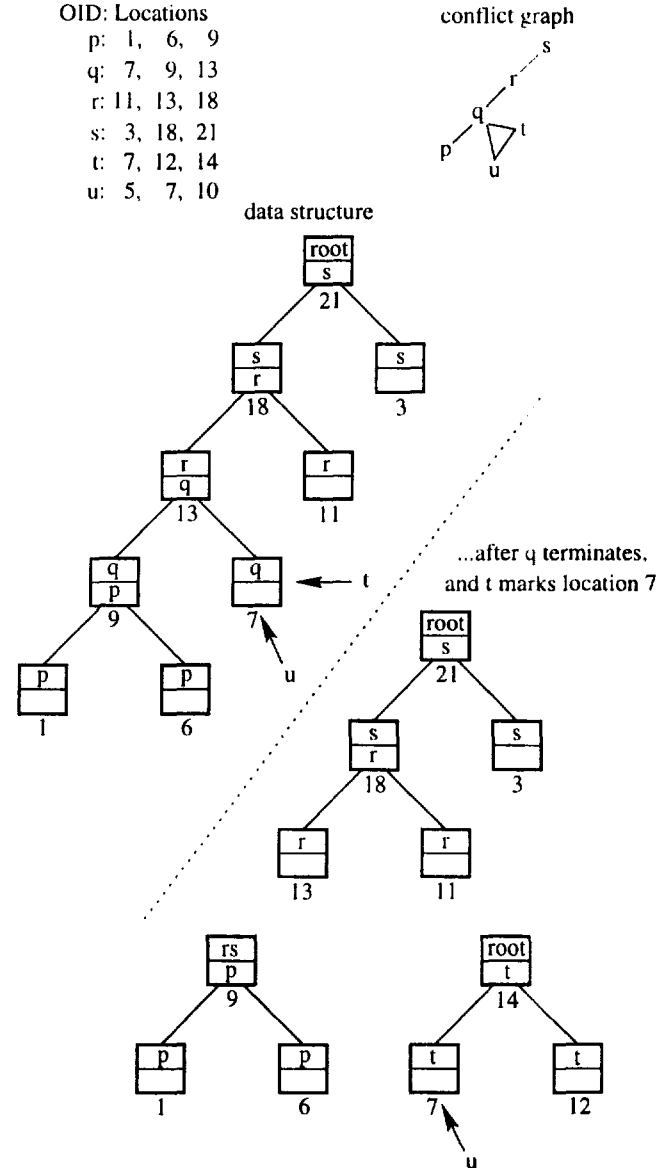 OID: Locations
p: 1, 6, 9
q: 7, 9, 13
r: 11, 13, 18
s: 3, 18, 21
t: 7, 12, 14
u: 5, 7, 10
conflict graph
s
r
q
t
p
u
data structure
root
s
21
s
r
18
s
3
r
q
13
r
11
q
p
9
q
7
t
u
p
1
p
6
...after q terminates,
and t marks location 7
root
s
21
s
r
18
s
3
r
13
r
11
rs
p
9
p
1
p
6
root
t
14
t
7
t
12
u